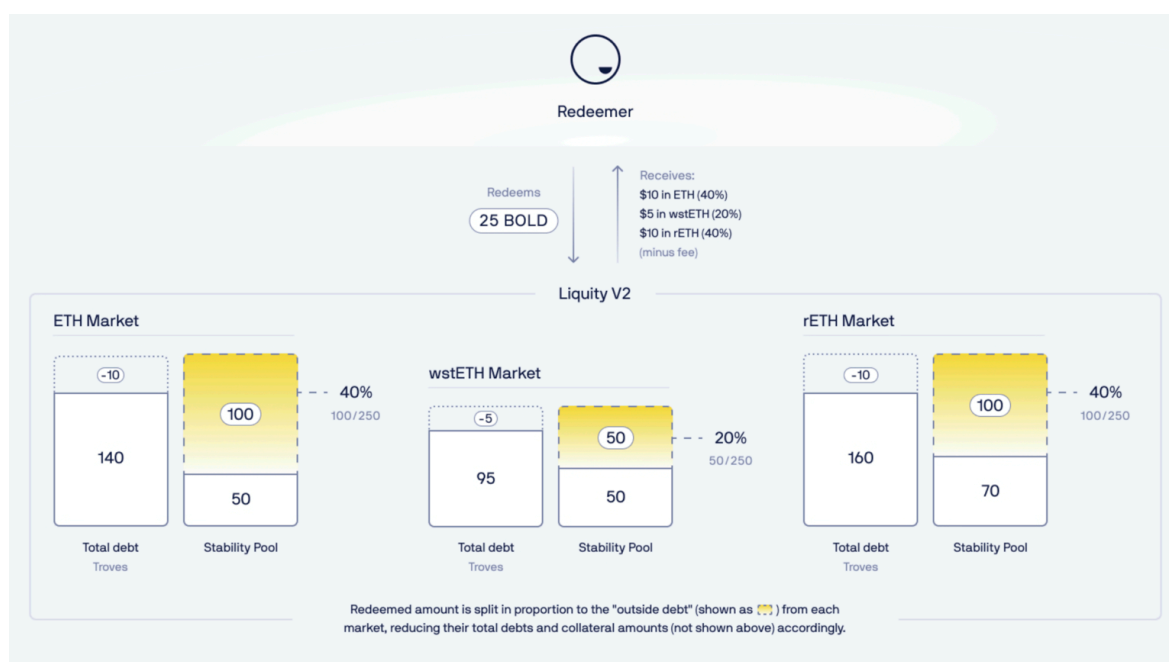 Redeemer
Redeems
25 BOLD
Receives:
$10 in ETH (40%)
$5 in wstETH (20%)
$10 in rETH (40%)
(minus fee)
Liquity V2
ETH Market
-10
140
100
50
40%
100/250
Total debt
Troves
Stability Pool
wstETH Market
-5
95
50
50
20%
50/250
Total debt
Troves
Stability Pool
rETH Market
-10
160
100
70
40%
100/250
Total debt
Troves
Stability Pool
Redeemed amount is split in proportion to the "outside debt" (shown as ) from each
market, reducing their total debts and collateral amounts (not shown above) accordingly.